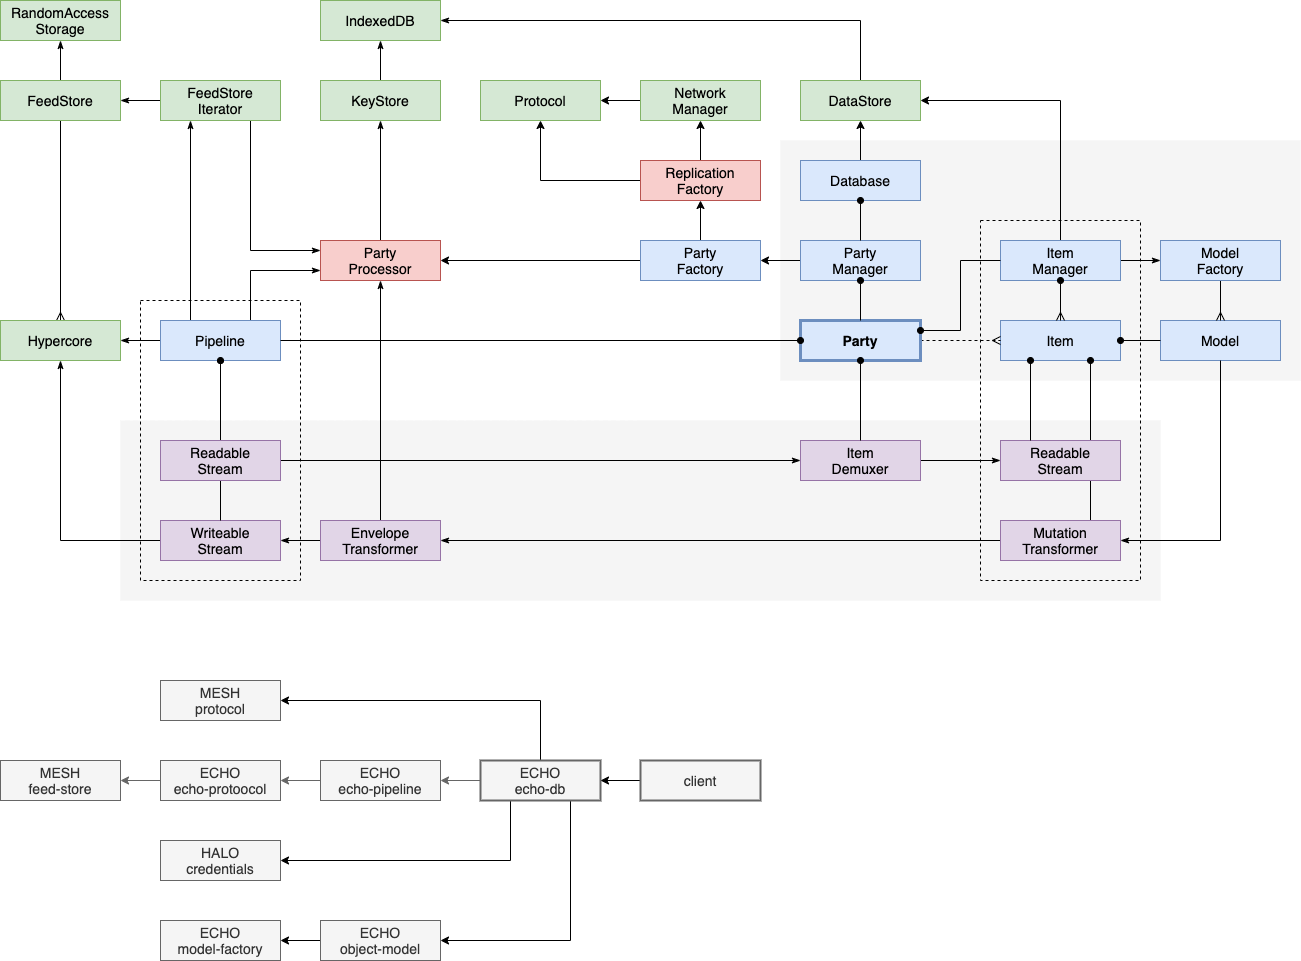 RandomAccess
Storage
IndexedDB
FeedStore
FeedStore
Iterator
KeyStore
Protocol
Network
Manager
DataStore
Replication
Factory
Database
Party
Processor
Party
Factory
Party
Manager
Item
Manager
Model
Factory
Hypercore
Pipeline
Party
Item
Model
Readable
Stream
Item
Demuxer
Readable
Stream
Writeable
Stream
Envelope
Transformer
Mutation
Transformer
MESH
protocol
MESH
feed-store
ECHO
echo-protoocol
ECHO
echo-pipeline
ECHO
echo-db
client
HALO
credentials
ECHO
model-factory
ECHO
object-model